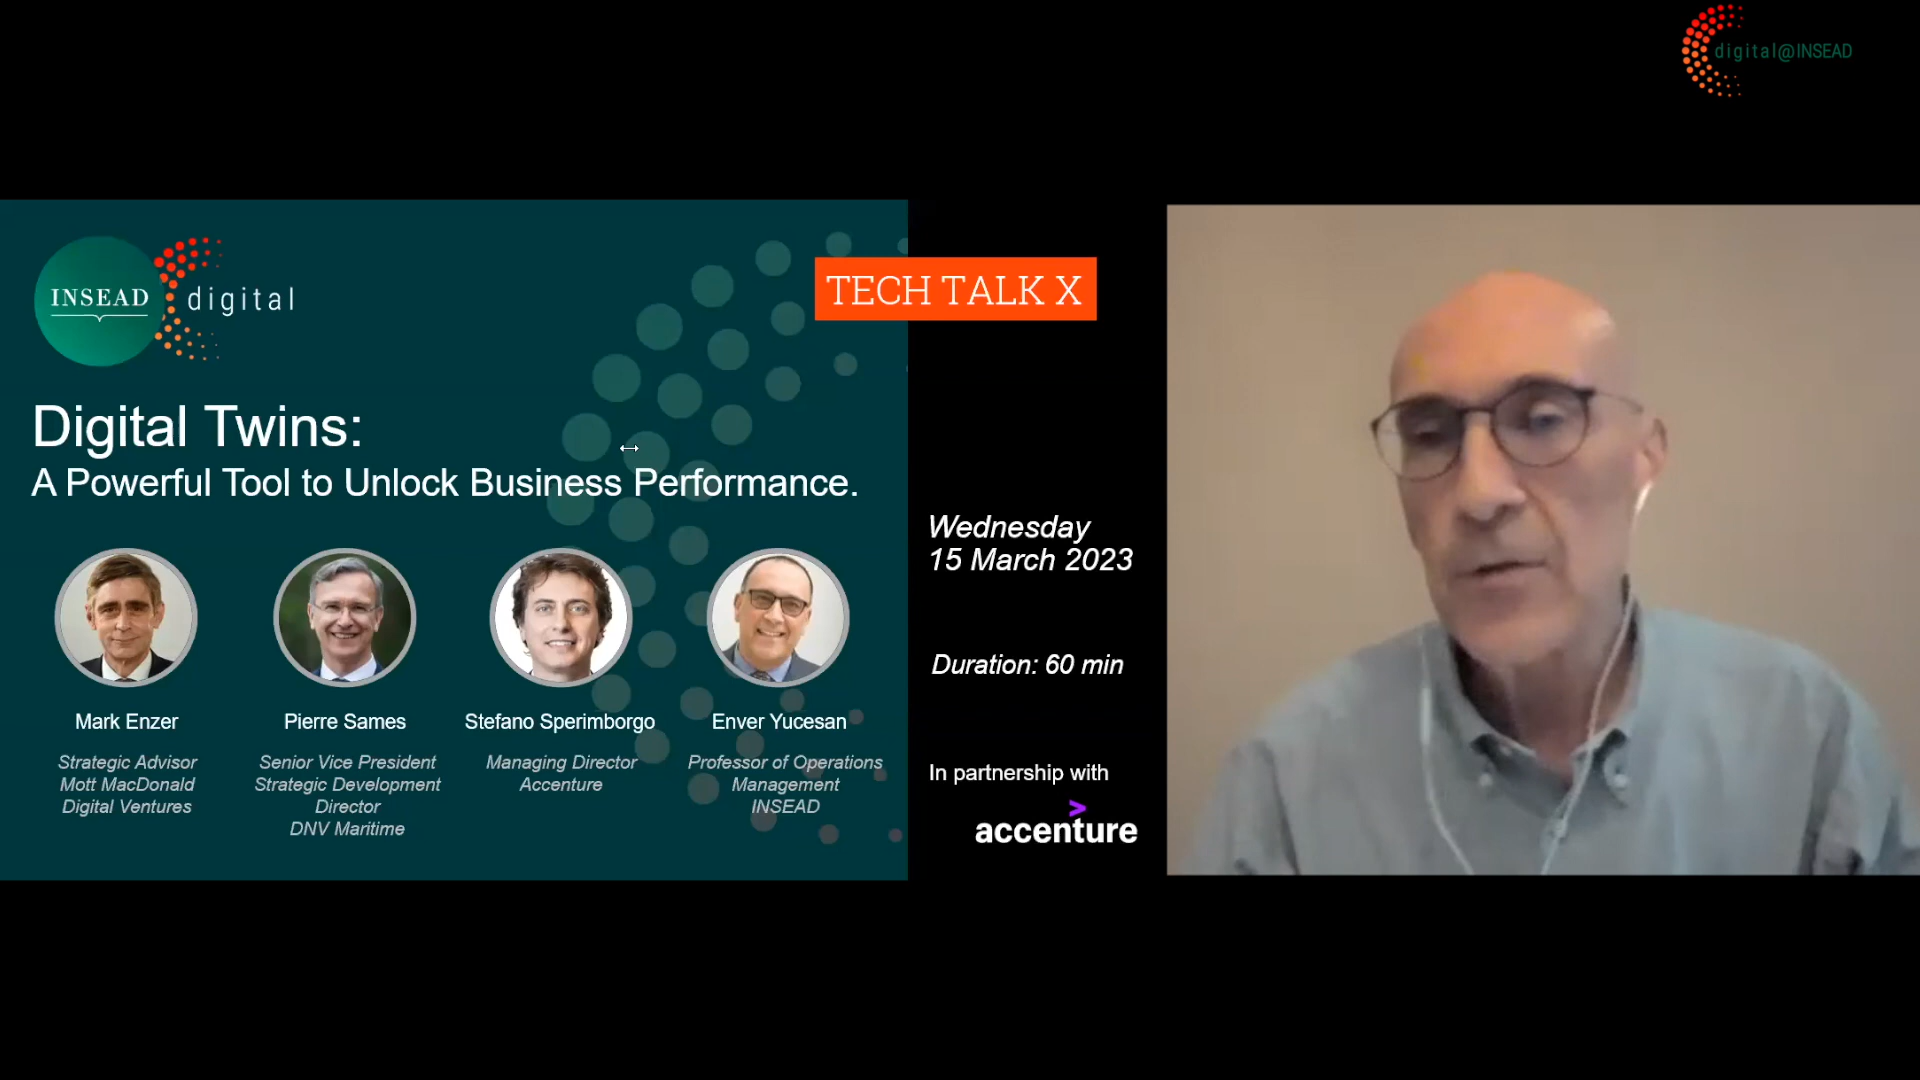 digital@INSEAD
INSEAD
digital
TECH TALK X
Digital Twins:
A Powerful Tool to Unlock Business Performance.
Wednesday
15 March 2023
Duration: 60 min
Mark Enzer
Strategic Advisor
Mott MacDonald
Digital Ventures
Pierre Sames
Senior Vice President
Strategic Development
Director
DNV Maritime
Stefano Sperimborgo
Managing Director
Accenture
Enver Yucesan
Professor of Operations
Management
INSEAD
In partnership with
>
accenture